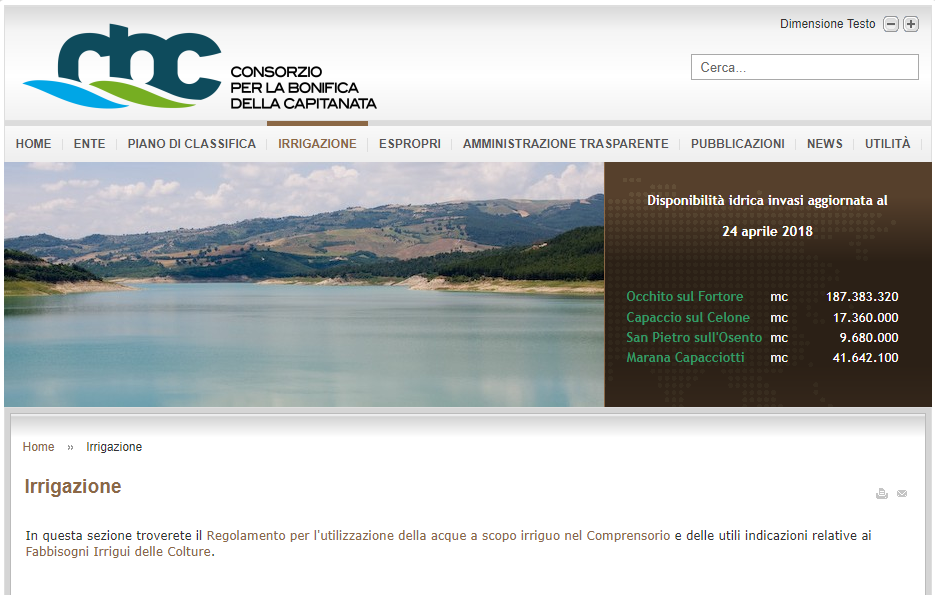 Dimensione Testo
cbc
CONSORZIO
PER LA BONIFICA
DELLA CAPITANATA
Cerca...
HOME ENTE PIANO DI CLASSIFICA IRRIGAZIONE ESPROPRI AMMINISTRAZIONE TRASPARENTE PUBBLICAZIONI NEWS UTILITÀ
Disponibilità idrica invasi aggiornata al
24 aprile 2018
Occhito sul Fortore mc 187.383.320
Capaccio sul Celone mc 17.360.000
San Pietro sull'Osento mc 9.680.000
Marana Capacciotti mc 41.642.100
Home » Irrigazione
Irrigazione
In questa sezione troverete il Regolamento per l'utilizzazione della acque a scopo irriguo nel Comprensorio e delle utili indicazioni relative ai
Fabbisogni Irrigui delle Colture.